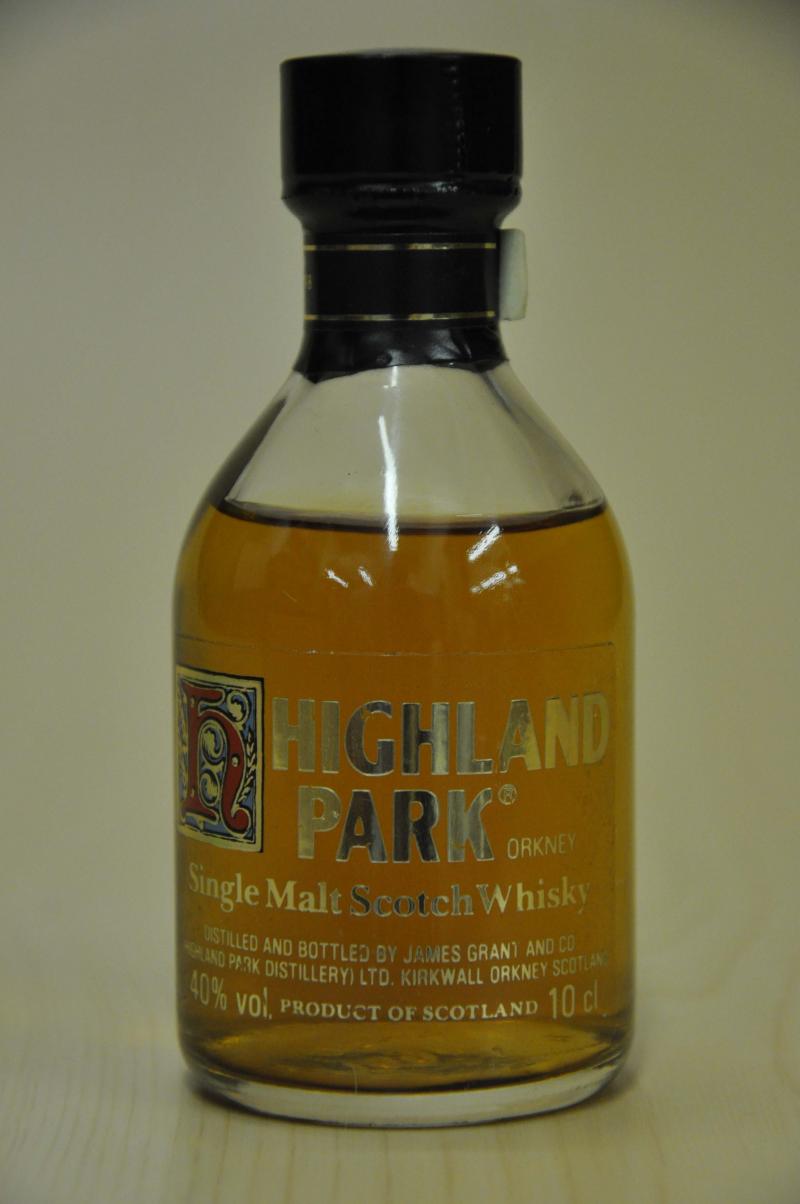 HIGHLAND
PARK® ORKNEY
Single Malt Scotch Whisky
DISTILLED AND BOTTLED BY JAMES GRANT AND CO
HIGHLAND PARK DISTILLERY) LTD. KIRKWALL ORKNEY SCOTLAND
40% vol. PRODUCT OF SCOTLAND 10 cl